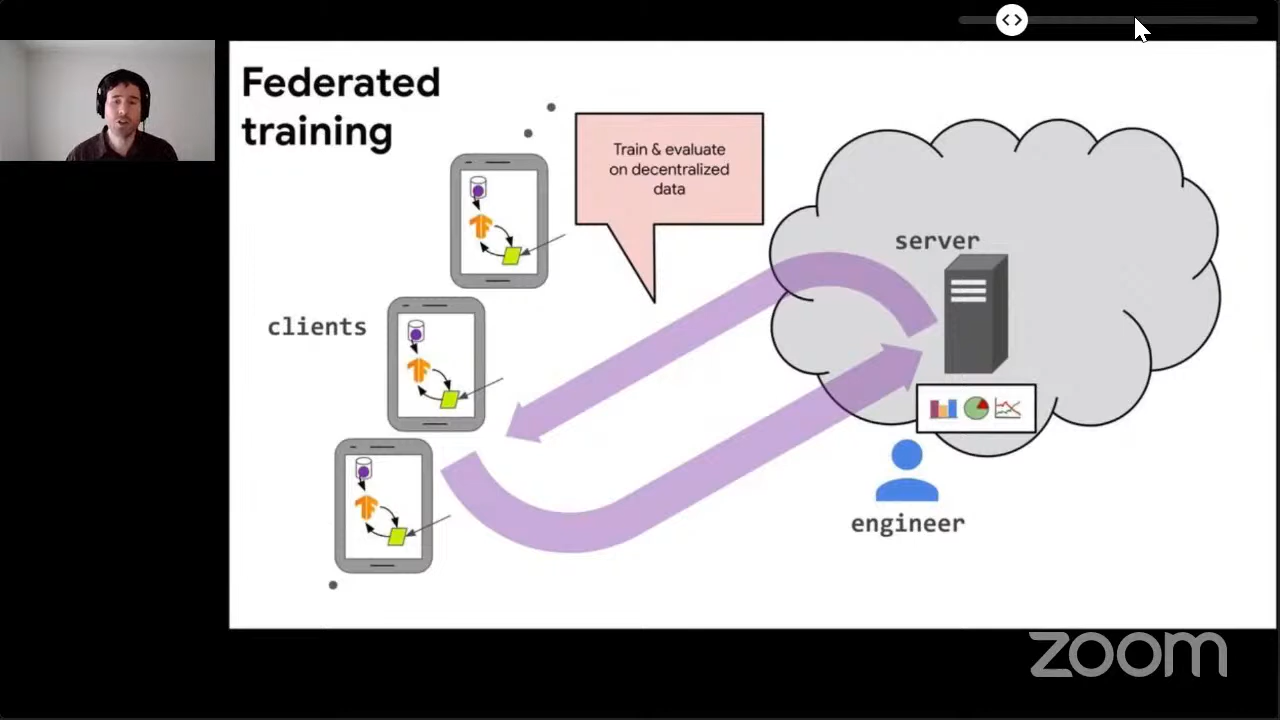 Federated
training
Train & evaluate
on decentralized
data
server
clients
engineer
zoom